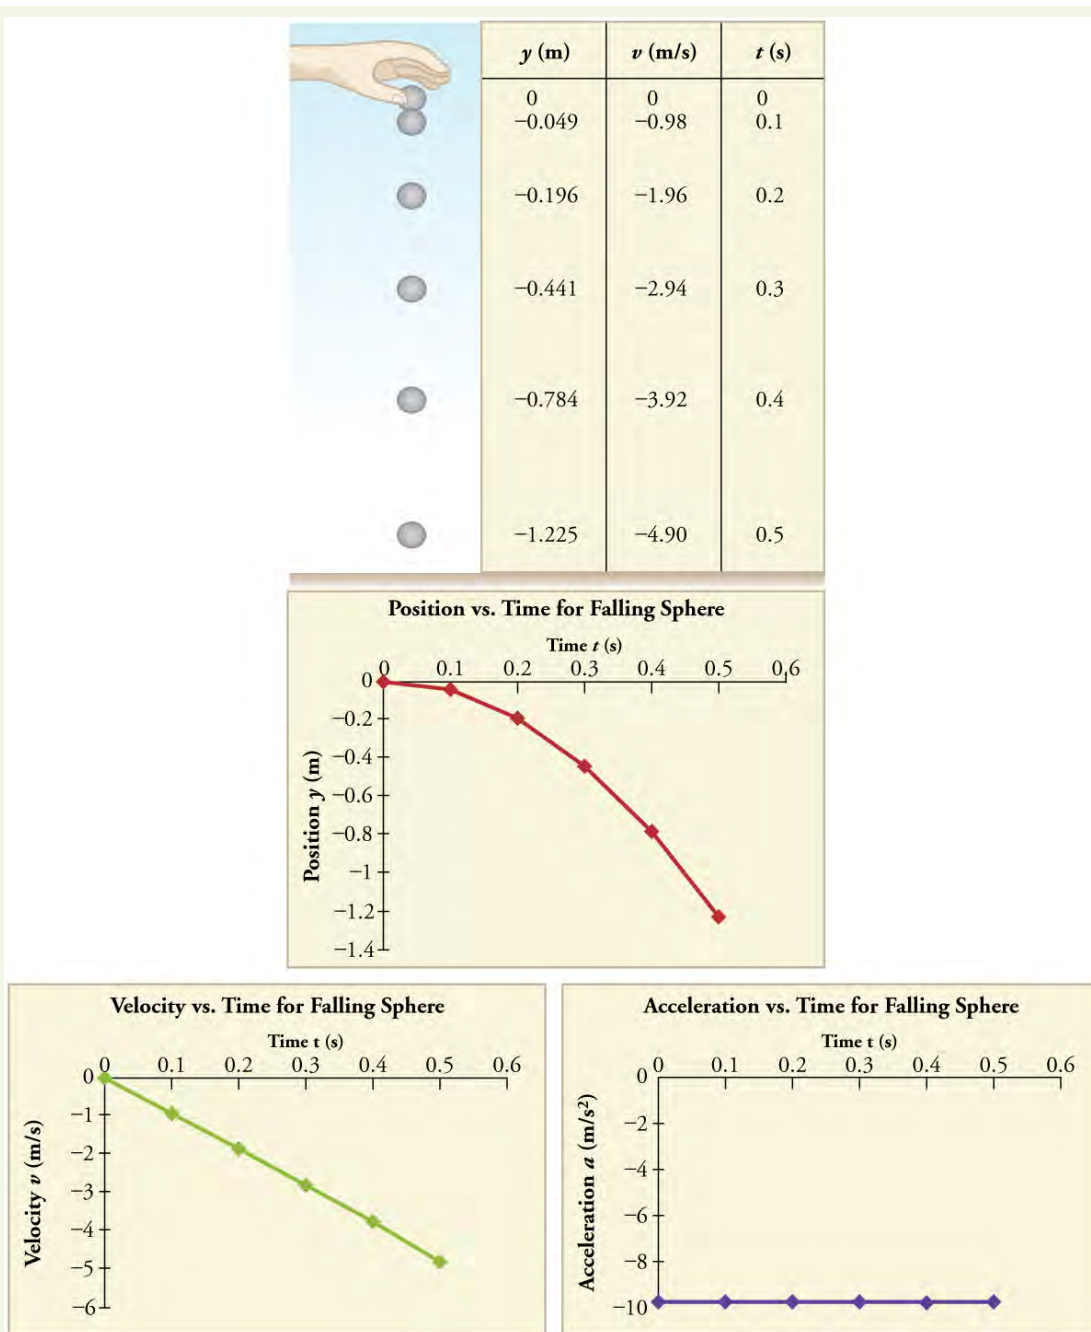 y (m) v (m/s) t (s)
0 0 0
−0.049 −0.98 0.1
−0.196 −1.96 0.2
−0.441 −2.94 0.3
−0.784 −3.92 0.4
−1.225 −4.90 0.5
Position vs. Time for Falling Sphere
Time t (s)
0 0.1 0.2 0.3 0.4 0.5 0.6
0
−0.2
−0.4
−0.6
−0.8
−1
−1.2
−1.4
Position y (m)
Velocity vs. Time for Falling Sphere
Time t (s)
0 0.1 0.2 0.3 0.4 0.5 0.6
0
−1
−2
−3
−4
−5
−6
Velocity v (m/s)
Acceleration vs. Time for Falling Sphere
Time t (s)
0 0.1 0.2 0.3 0.4 0.5 0.6
0
−2
−4
−6
−8
−10
Acceleration a (m/s²)